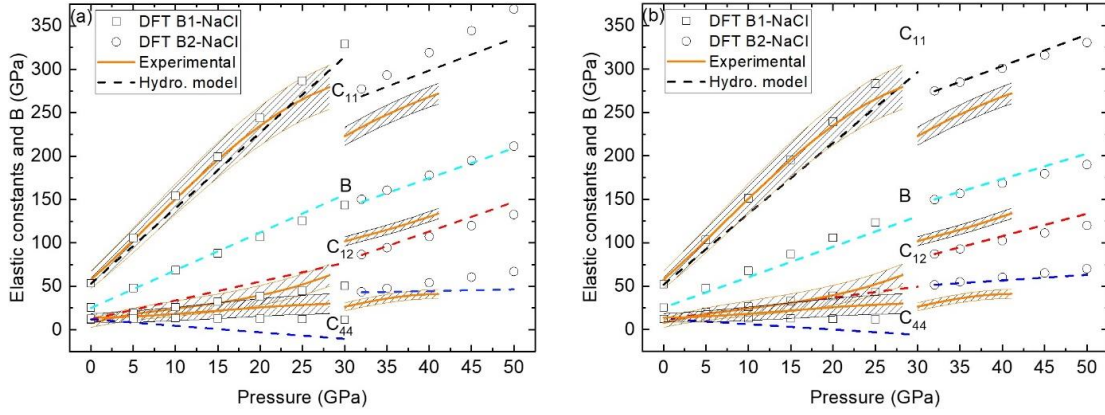 (a)
DFT B1-NaCl
DFT B2-NaCl
Experimental
Hydro. model
C11
B
C12
C44
350
300
250
200
150
100
50
0
Elastic constants and B (GPa)
0 5 10 15 20 25 30 35 40 45 50
Pressure (GPa)
(b)
DFT B1-NaCl
DFT B2-NaCl
Experimental
Hydro. model
C11
B
C12
C44
350
300
250
200
150
100
50
0
Elastic constants and B (GPa)
0 5 10 15 20 25 30 35 40 45 50
Pressure (GPa)